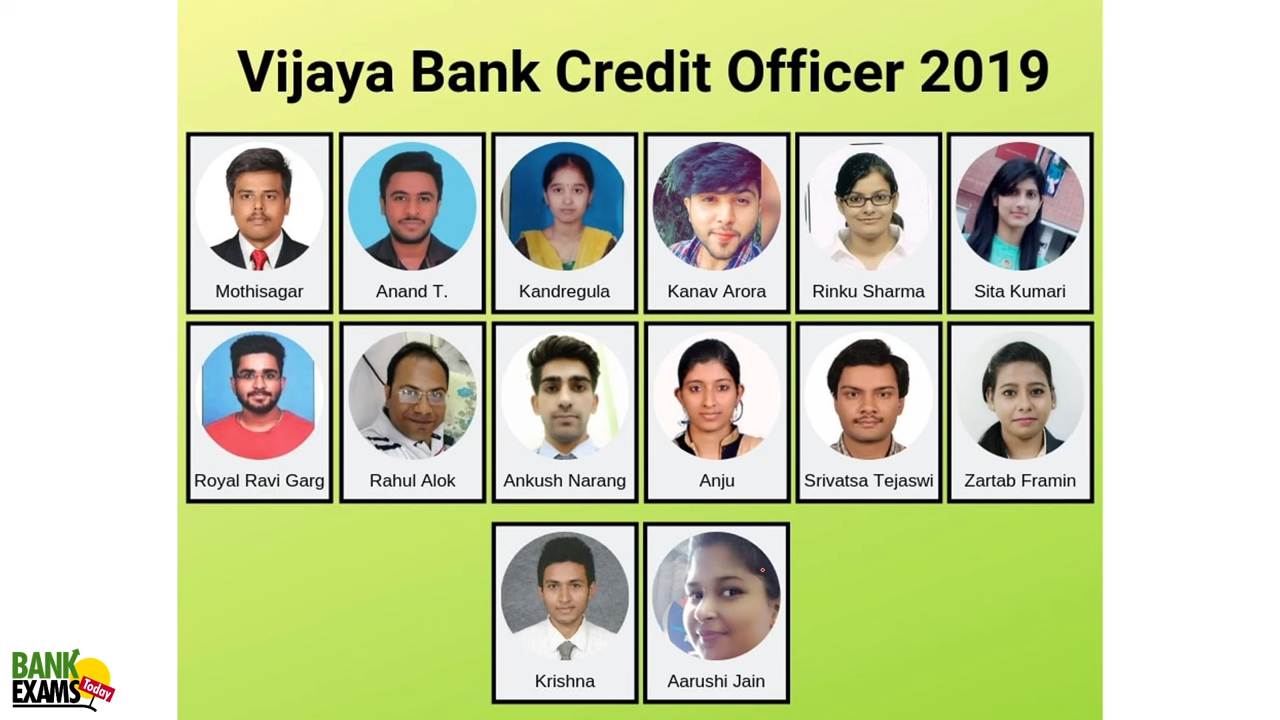 Vijaya Bank Credit Officer 2019
Mothisagar
Anand T.
Kandregula
Kanav Arora
Rinku Sharma
Sita Kumari
Royal Ravi Garg
Rahul Alok
Ankush Narang
Anju
Srivatsa Tejaswi
Zartab Framin
Krishna
Aarushi Jain
BANK
EXAMS
Today